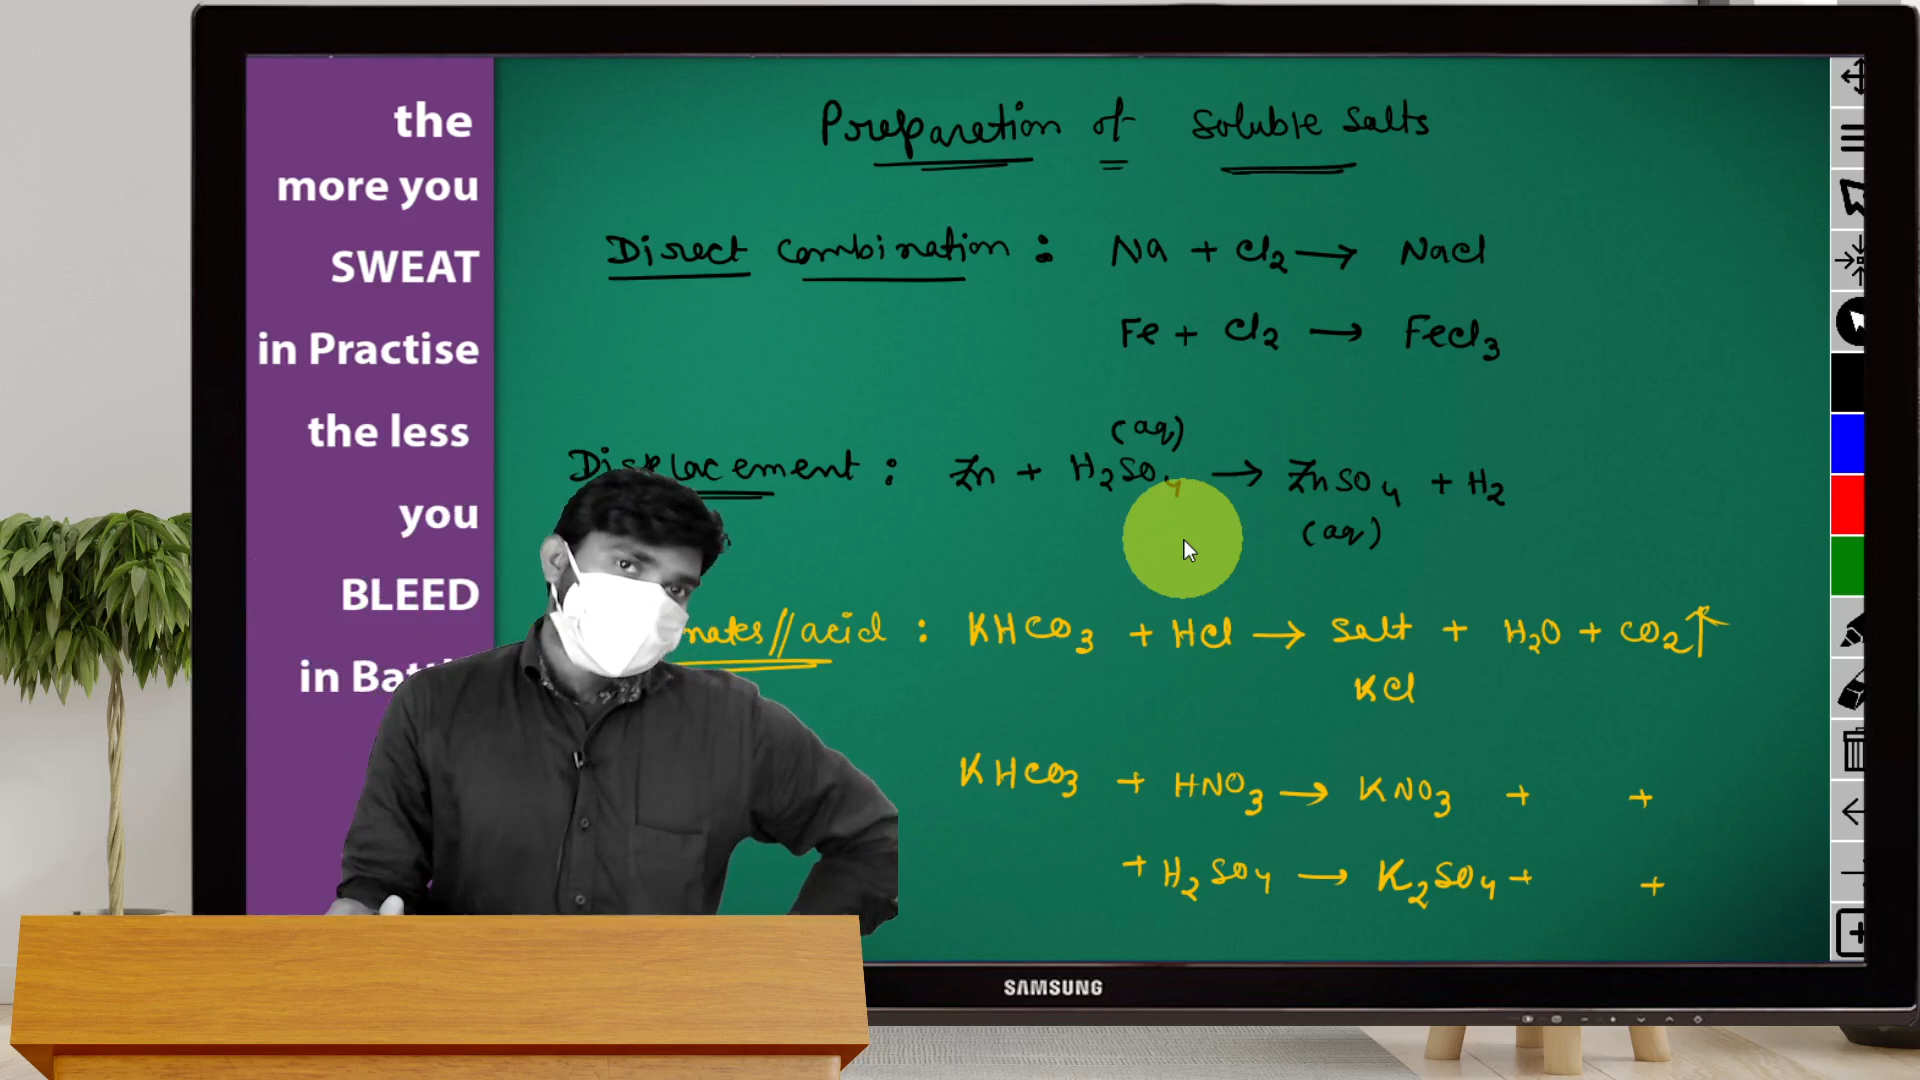 the
more you
SWEAT
in Practise
the less
you
BLEED
in
Preparation of Soluble Salts
Direct Combination : Na + Cl₂ → NaCl
Fe + Cl₂ → FeCl₃
(aq)
Displacement : Zn + H₂SO₄ → ZnSO₄ + H₂
(aq)
nates//acid : KHCO₃ + HCl → Salt + H₂O + CO₂↑
KCl
KHCO₃ + HNO₃ → KNO₃ + +
+ H₂SO₄ → K₂SO₄ + +
SAMSUNG